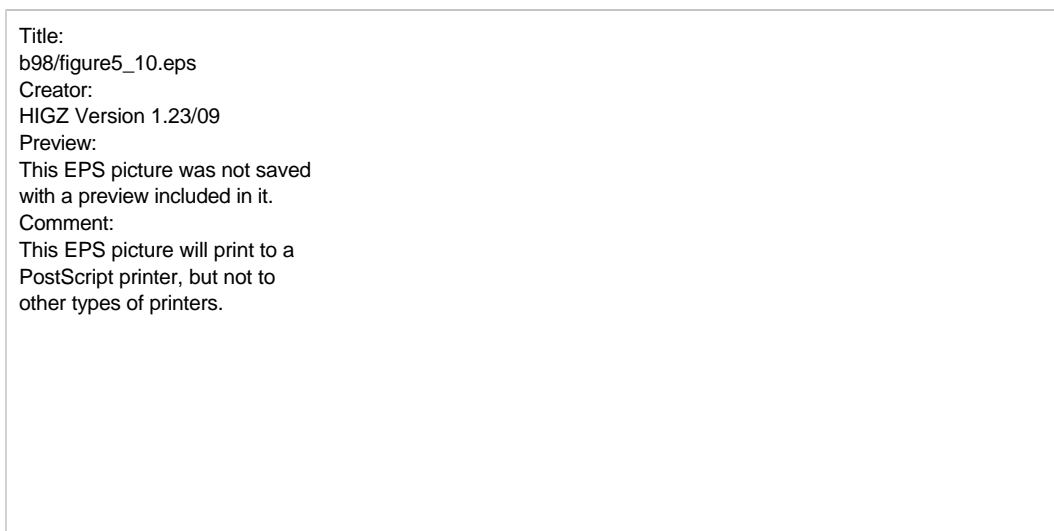 Title:
b98/figure5_10.eps
Creator:
HIGZ Version 1.23/09
Preview:
This EPS picture was not saved
with a preview included in it.
Comment:
This EPS picture will print to a
PostScript printer, but not to
other types of printers.